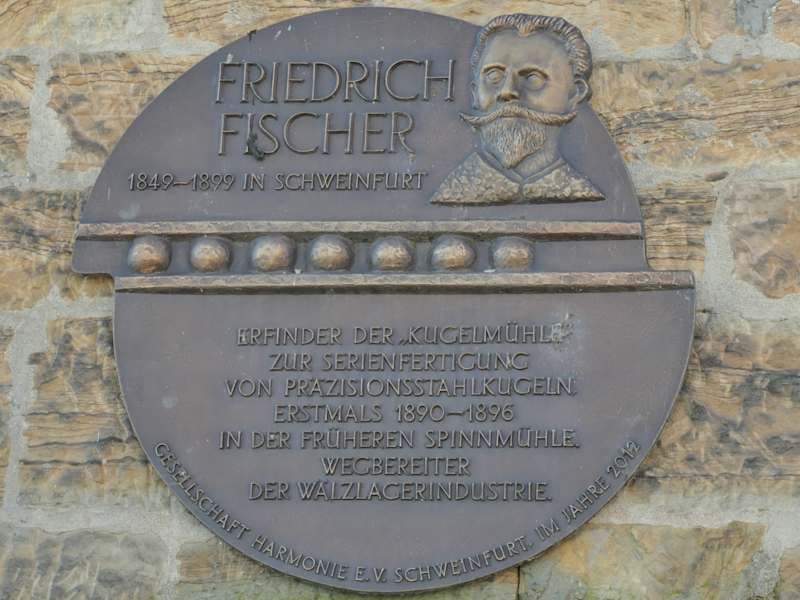 FRIEDRICH
FISCHER
1849–1899 IN SCHWEINFURT
ERFINDER DER „KUGELMÜHLE“
ZUR SERIENFERTIGUNG
VON PRÄZISIONSSTAHLKUGELN.
ERSTMALS 1890–1896
IN DER FRÜHEREN SPINNMÜHLE.
WEGBEREITER
DER WÄLZLAGERINDUSTRIE.
GESELLSCHAFT HARMONIE E.V. SCHWEINFURT. IM JAHRE 2012